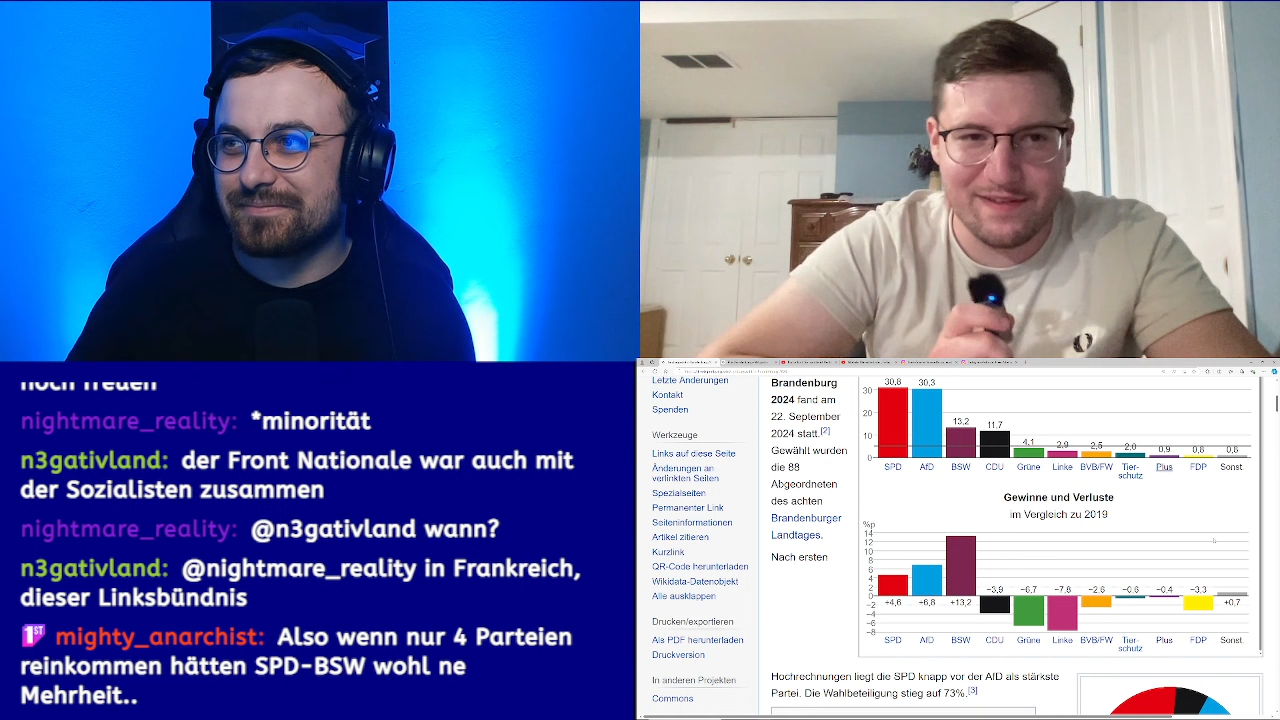 noch freuen
nightmare_reality: *minorität
n3gativland: der Front Nationale war auch mit
der Sozialisten zusammen
nightmare_reality: @n3gativland wann?
n3gativland: @nightmare_reality in Frankreich,
dieser Linksbündnis
1ST mighty_anarchist: Also wenn nur 4 Parteien
reinkommen hätten SPD-BSW wohl ne
Mehrheit..
Letzte Änderungen
Kontakt
Spenden
Werkzeuge
Links auf diese Seite
Änderungen an
verlinkten Seiten
Spezialseiten
Permanenter Link
Seiteninformationen
Artikel zitieren
Kurzlink
QR-Code herunterladen
Wikidata-Datenobjekt
Alle ausklappen
Drucken/exportieren
Als PDF herunterladen
Druckversion
In anderen Projekten
Commons
Brandenburg
2024 fand am
22. September
2024 statt.[2]
Gewählt wurden
die 88
Abgeordneten
des achten
Brandenburger
Landtages.
Nach ersten
Hochrechnungen liegt die SPD knapp vor der AfD als stärkste
Partei. Die Wahlbeteiligung stieg auf 73%.[3]
30
20
10
0
30,8 30,3 13,2 11,7 4,1 2,9 2,5 2,0 0,9 0,8 0,8
SPD AfD BSW CDU Grüne Linke BVB/FW Tier- Plus FDP Sonst.
schutz
Gewinne und Verluste
im Vergleich zu 2019
%p
14
12
10
8
6
4
2
0
−2
−4
−6
−8
+4,6 +6,8 +13,2 −3,9 −6,7 −7,8 −2,6 −0,6 −0,4 −3,3 +0,7
SPD AfD BSW CDU Grüne Linke BVB/FW Tier- Plus FDP Sonst.
schutz